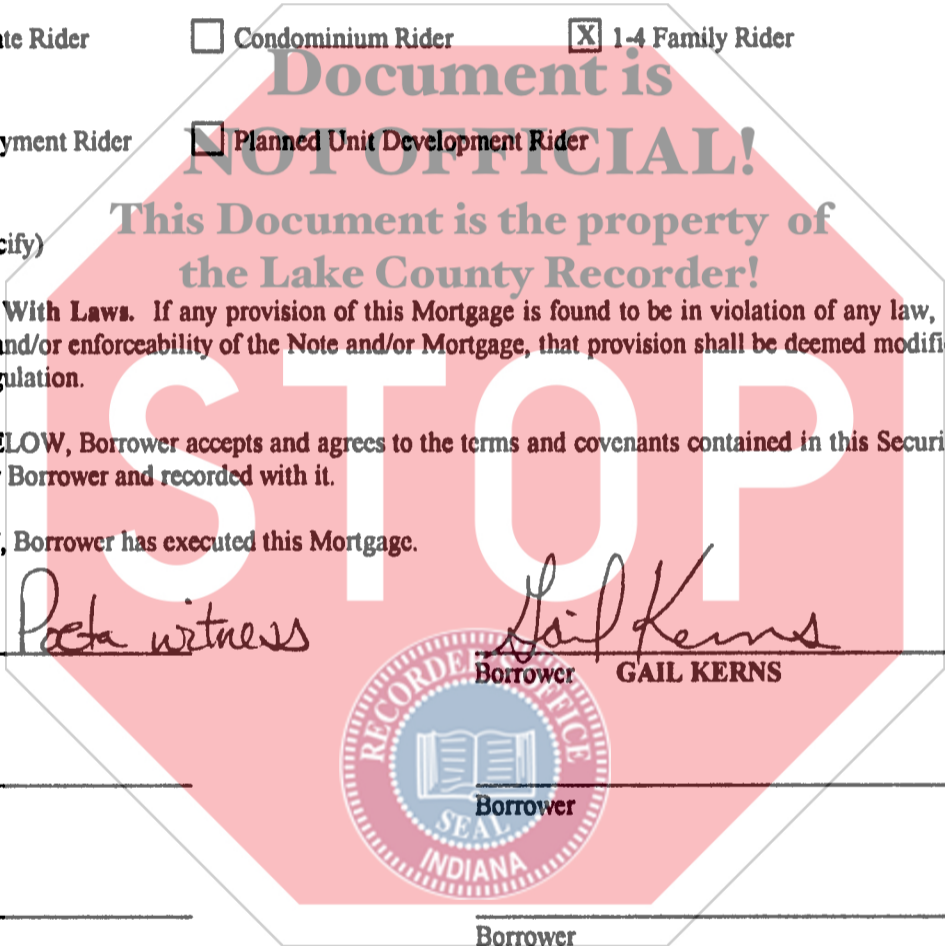 te Rider Condominium Rider X 1-4 Family Rider
Document is
yment Rider Planned Unit Development Rider
NOT OFFICIAL!
This Document is the property of
cify)
the Lake County Recorder!
With Laws. If any provision of this Mortgage is found to be in violation of any law,
and/or enforceability of the Note and/or Mortgage, that provision shall be deemed modifi
gulation.
STOP
ELOW, Borrower accepts and agrees to the terms and covenants contained in this Securi
Borrower and recorded with it.
, Borrower has executed this Mortgage.
witness Gail Kerns
Borrower GAIL KERNS
RECORDER'S OFFICE
Borrower
SEAL
INDIANA
Borrower